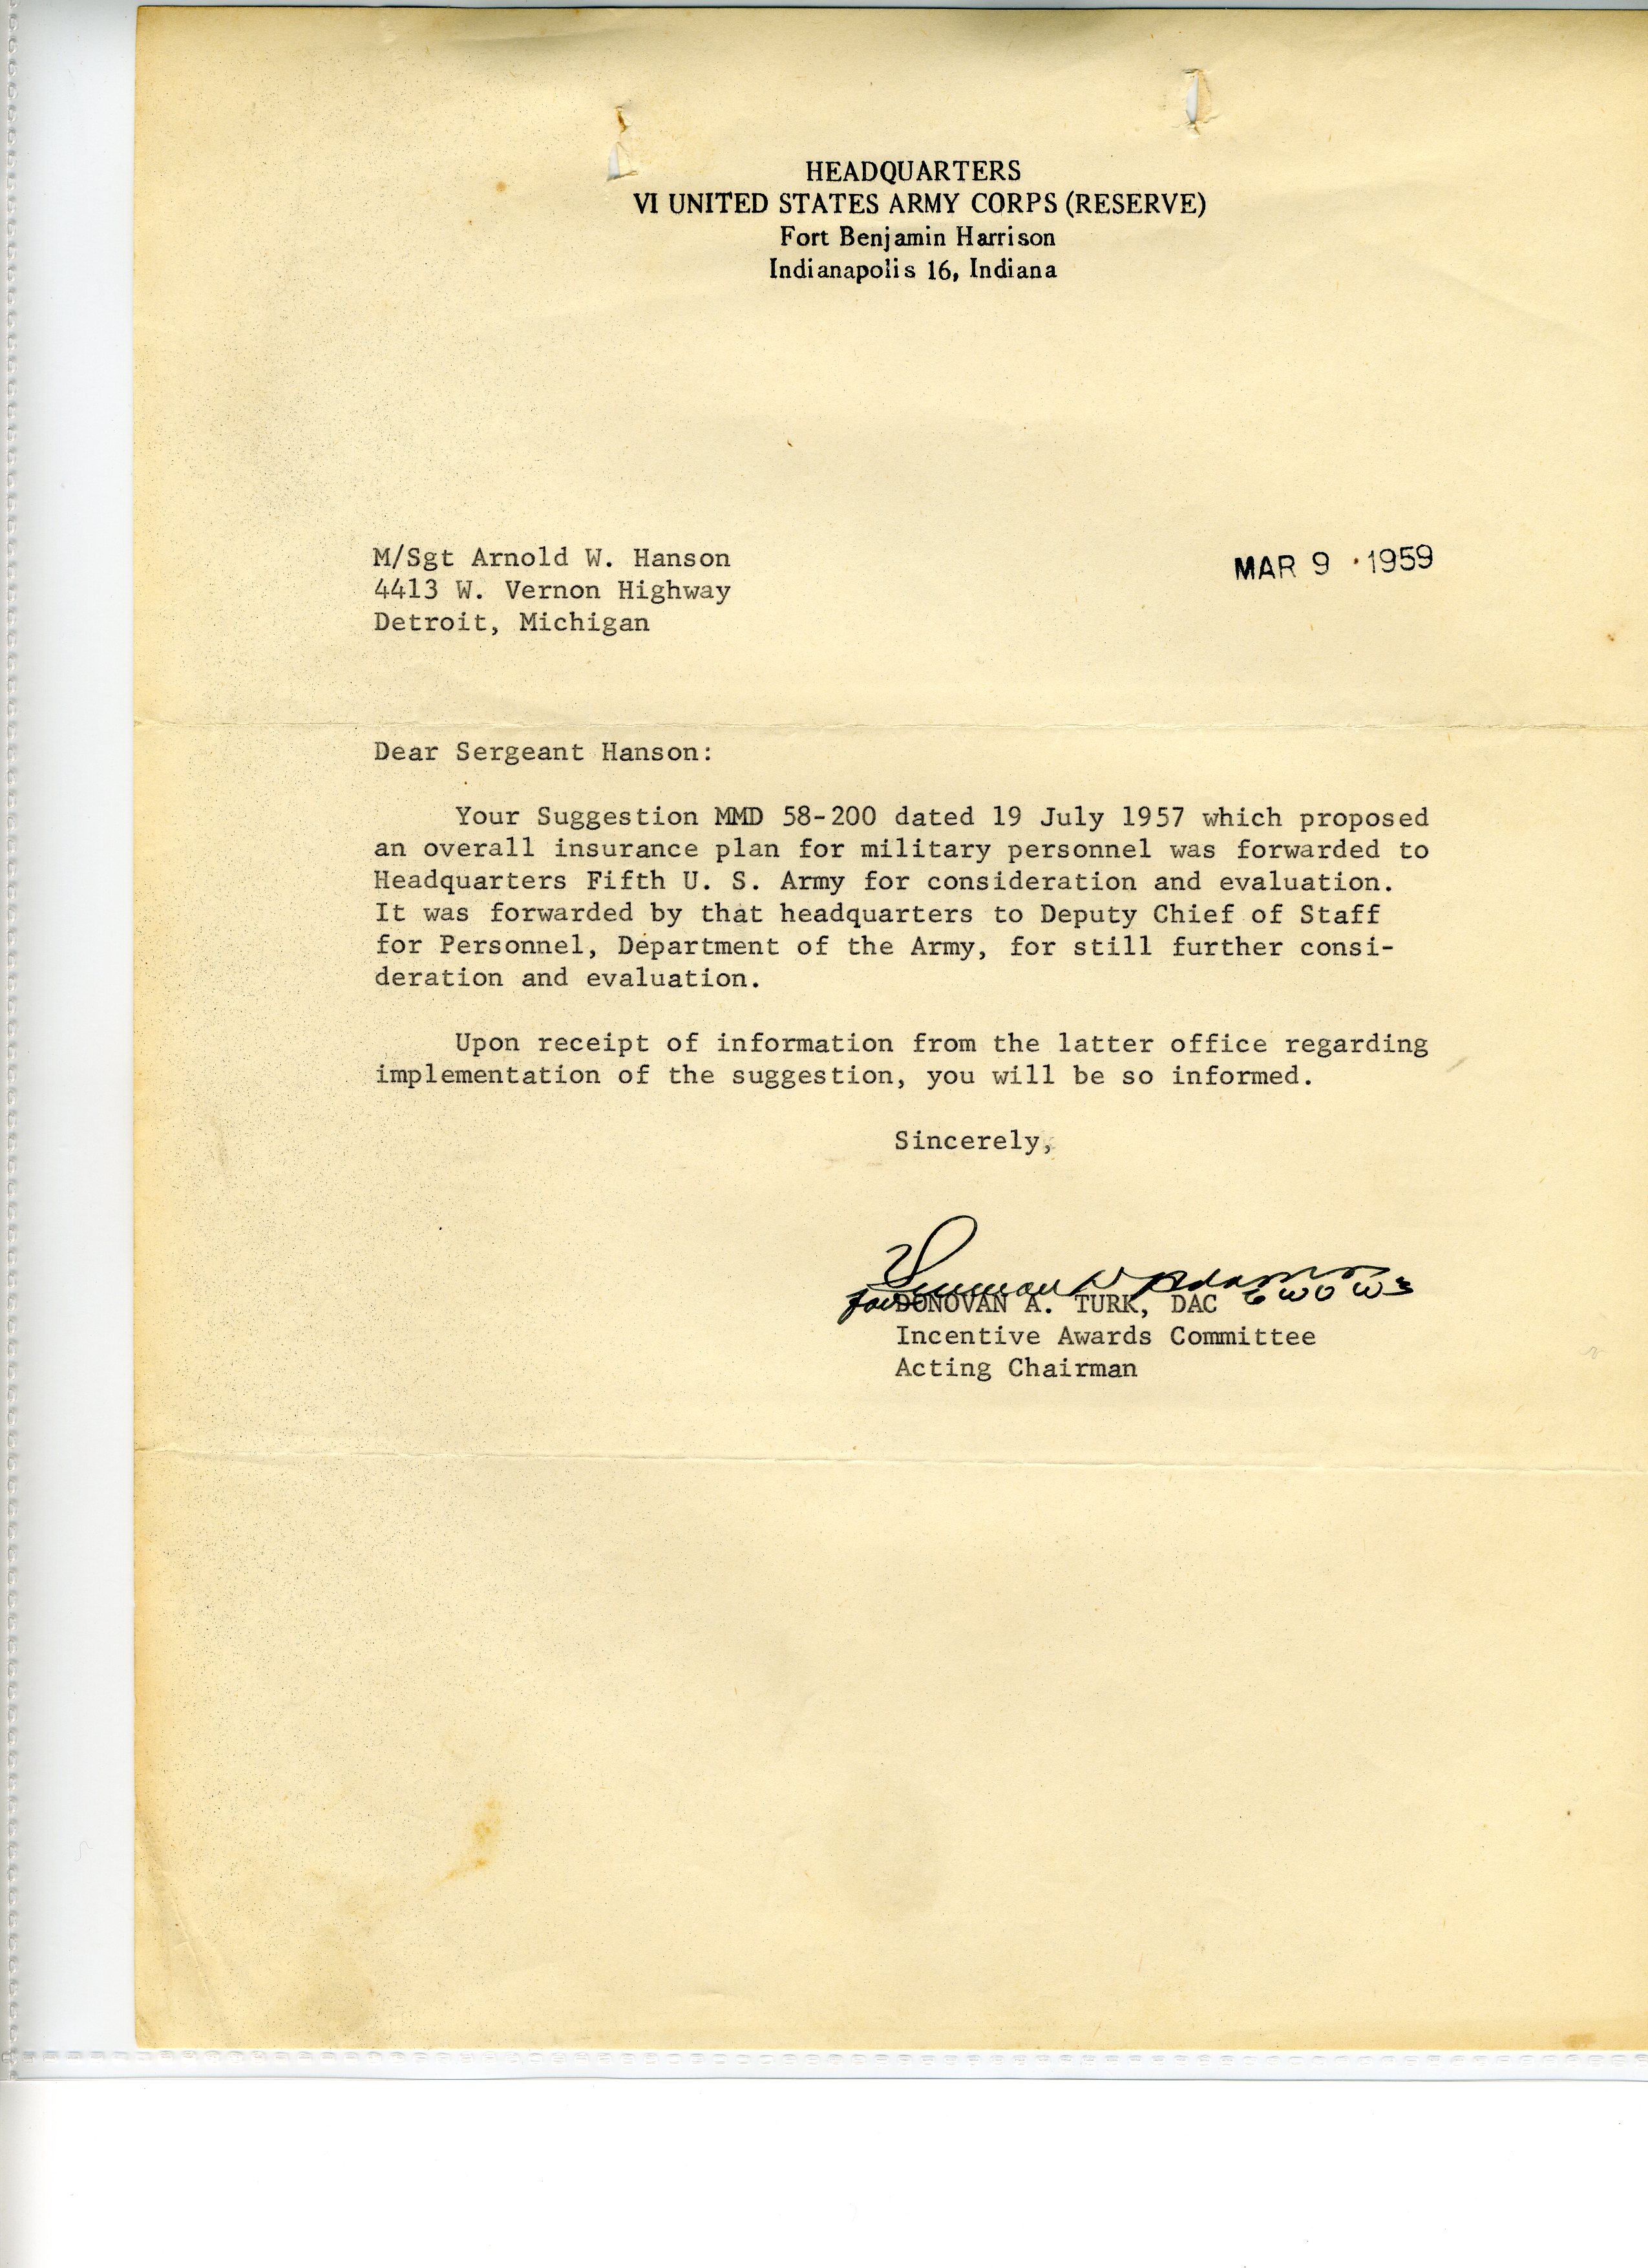 HEADQUARTERS
VI UNITED STATES ARMY CORPS (RESERVE)
Fort Benjamin Harrison
Indianapolis 16, Indiana
M/Sgt Arnold W. Hanson
4413 W. Vernon Highway
Detroit, Michigan
MAR 9 1959
Dear Sergeant Hanson:
Your Suggestion MMD 58-200 dated 19 July 1957 which proposed
an overall insurance plan for military personnel was forwarded to
Headquarters Fifth U. S. Army for consideration and evaluation.
It was forwarded by that headquarters to Deputy Chief of Staff
for Personnel, Department of the Army, for still further consi-
deration and evaluation.
Upon receipt of information from the latter office regarding
implementation of the suggestion, you will be so informed.
Sincerely,
for DONOVAN A. TURK, DAC
Incentive Awards Committee
Acting Chairman